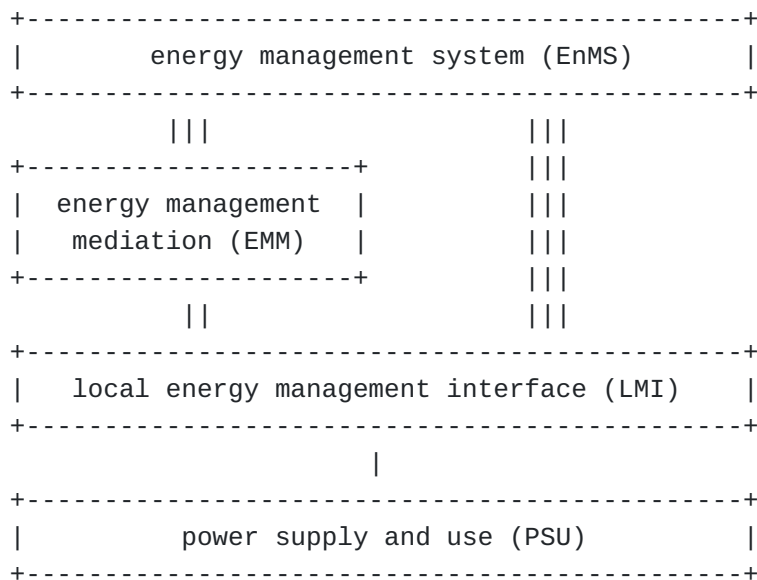 energy management system (EnMS)
energy management
mediation (EMM)
local energy management interface (LMI)
power supply and use (PSU)